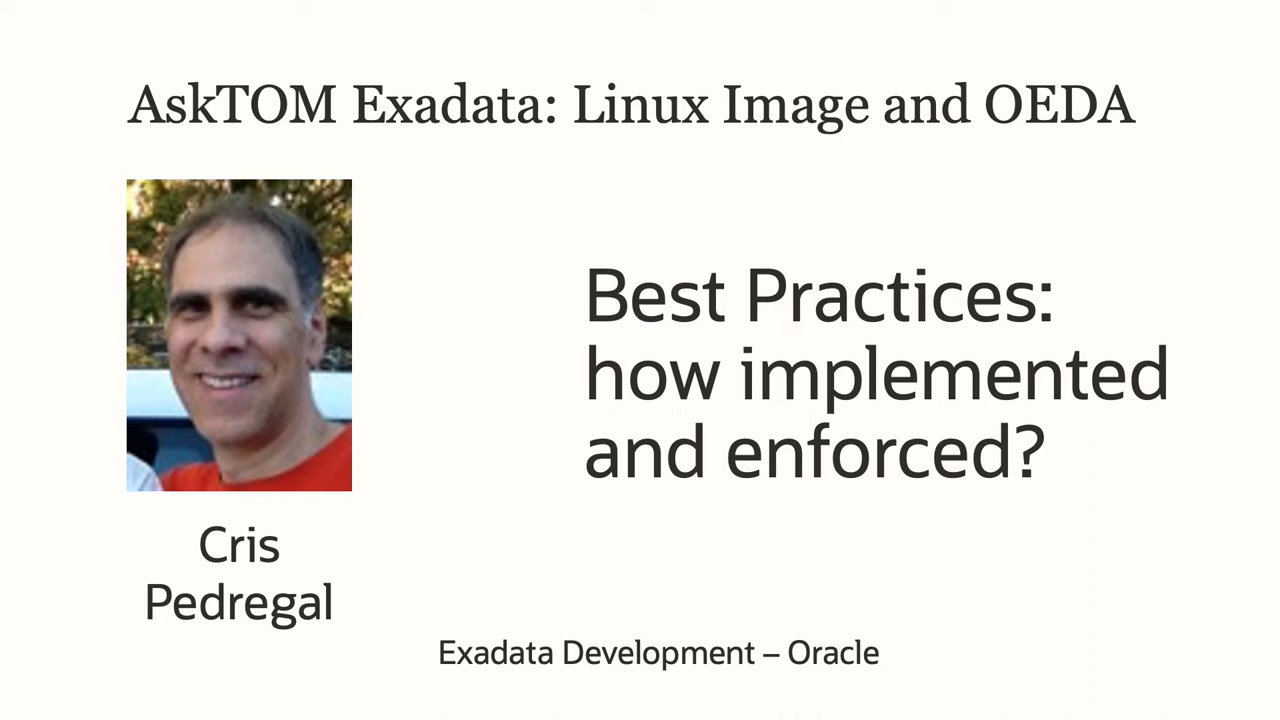 AskTOM Exadata: Linux Image and OEDA
Best Practices:
how implemented
and enforced?
Cris
Pedregal
Exadata Development – Oracle